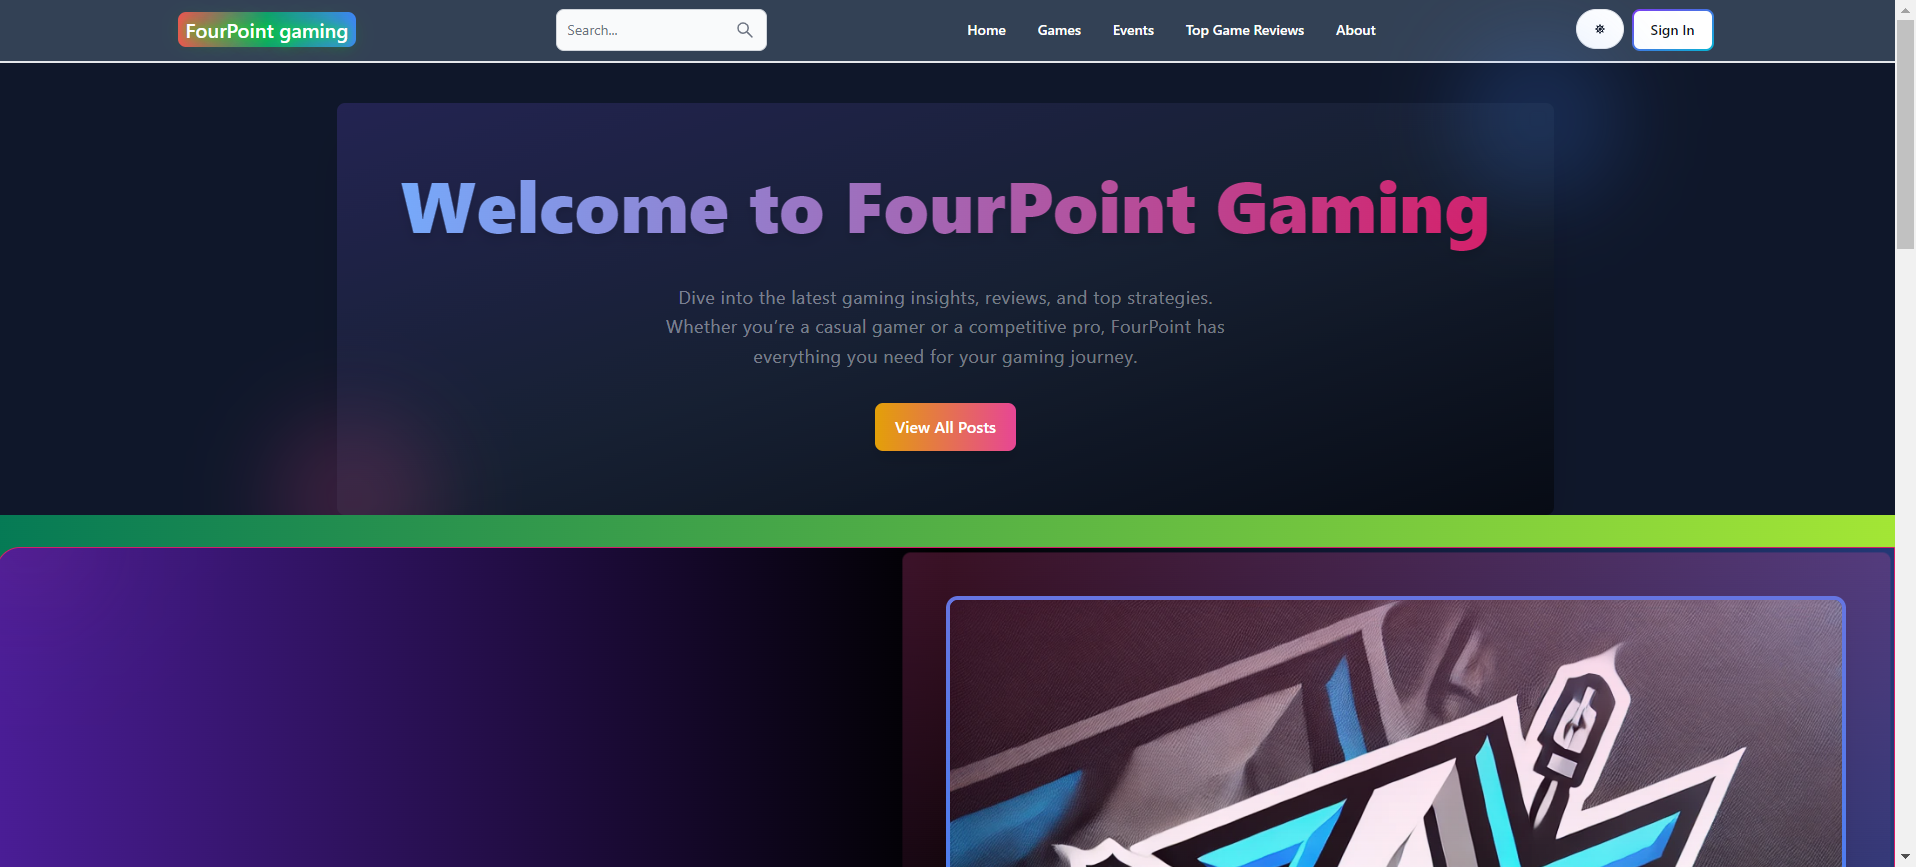 FourPoint gaming
Search...
Home
Games
Events
Top Game Reviews
About
Sign In
Welcome to FourPoint Gaming
Dive into the latest gaming insights, reviews, and top strategies.
Whether you’re a casual gamer or a competitive pro, FourPoint has
everything you need for your gaming journey.
View All Posts